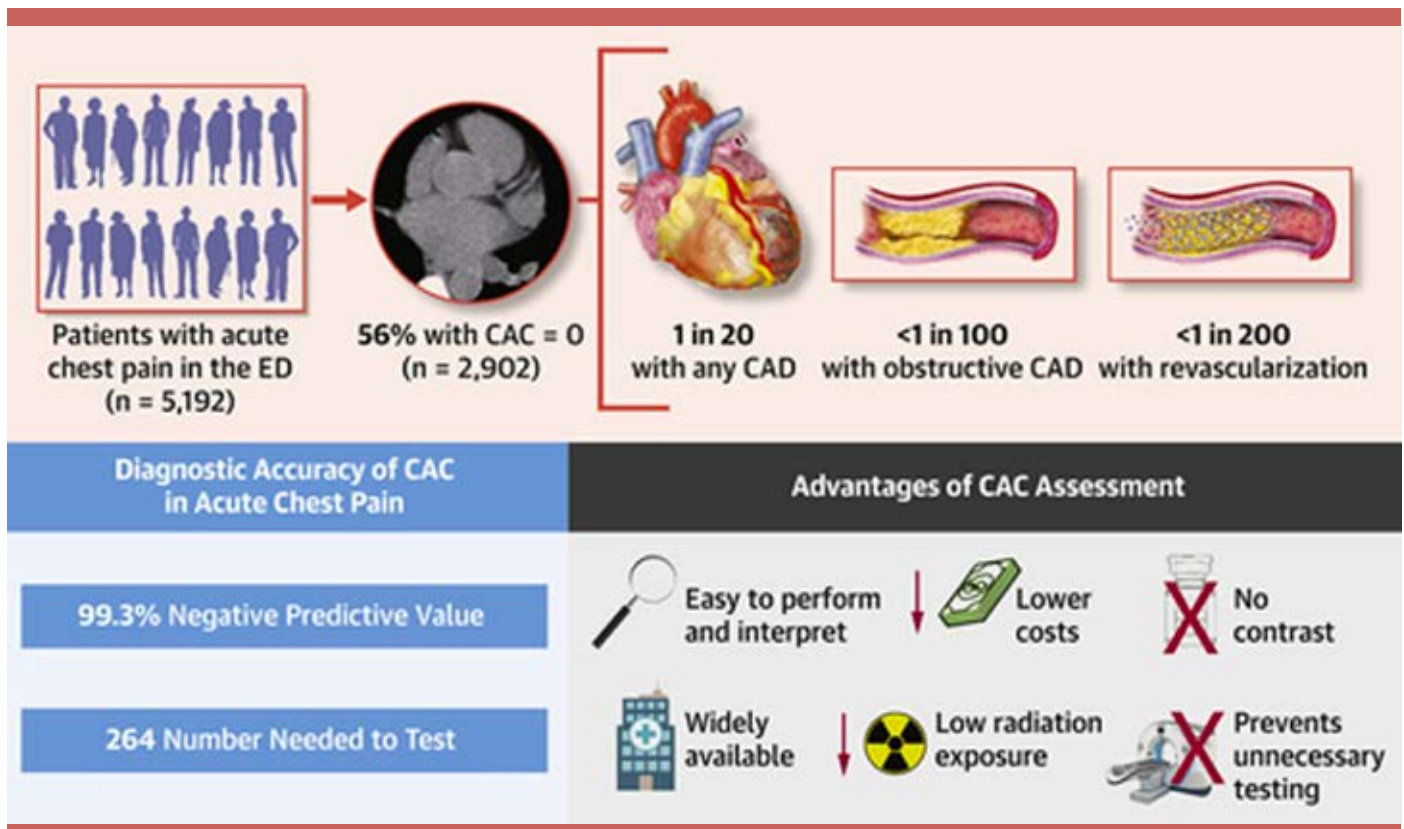 Patients with acute
chest pain in the ED
(n = 5,192)
56% with CAC = 0
(n = 2,902)
1 in 20
with any CAD
<1 in 100
with obstructive CAD
<1 in 200
with revascularization
Diagnostic Accuracy of CAC
in Acute Chest Pain
99.3% Negative Predictive Value
264 Number Needed to Test
Advantages of CAC Assessment
Easy to perform
and interpret
Lower
costs
No
contrast
Widely
available
Low radiation
exposure
Prevents
unnecessary
testing